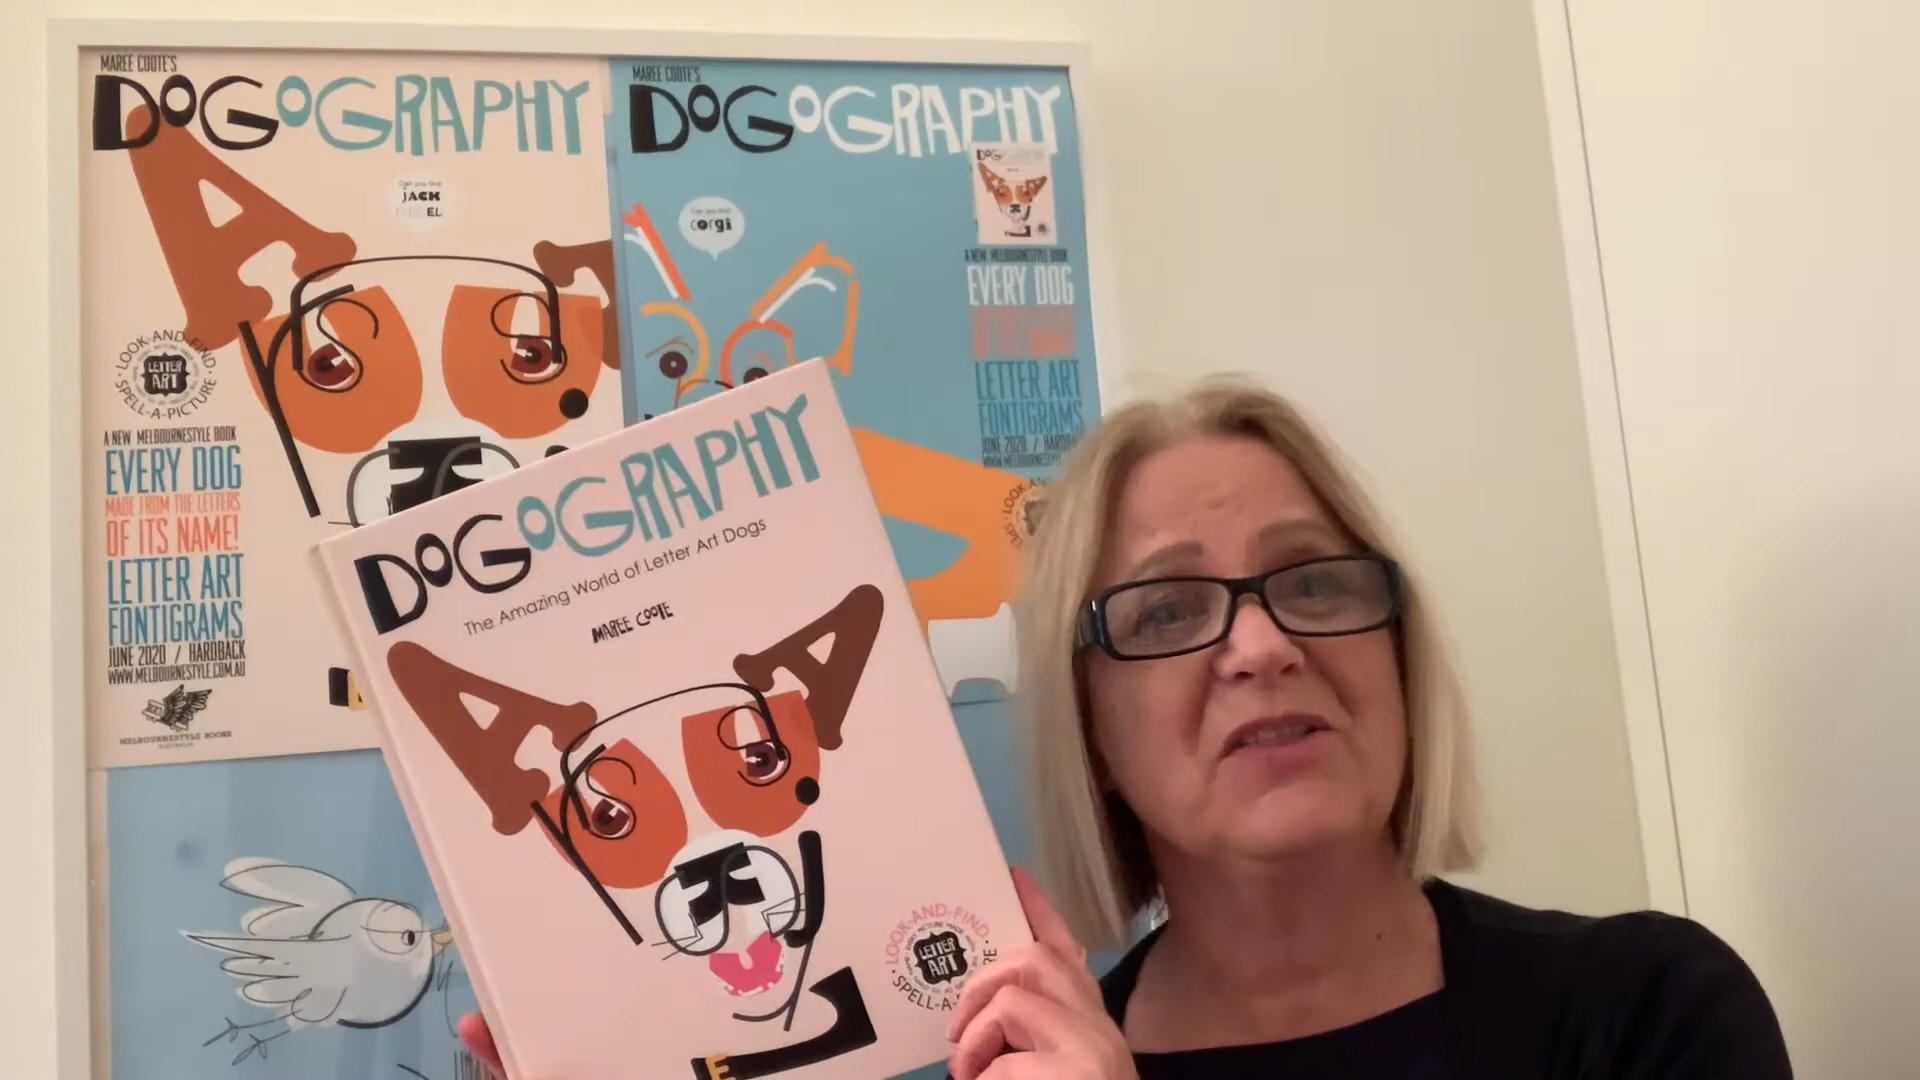 MAREE COOTE'S
DOGOGRAPHY
Can you find
JACK
LOOK-AND-FIND
LETTER
ART
SPELL-A-PICTURE
A NEW MELBOURNESTYLE BOOK
EVERY DOG
MADE FROM THE LETTERS
OF ITS NAME!
LETTER ART
FONTIGRAMS
JUNE 2020 / HARDBACK
WWW.MELBOURNESTYLE.COM.AU
MELBOURNESTYLE BOOKS
AUSTRALIA
MAREE COOTE'S
DOGOGRAPHY
Can you find
corgi
A NEW MELBOURNESTYLE BOOK
EVERY DOG
LETTER ART
FONTIGRAMS
JUNE 2020 /
DOGOGRAPHY
The Amazing World of Letter Art Dogs
MAREE COOTE
LOOK-AND-FIND
LETTER
ART
SPELL-A-